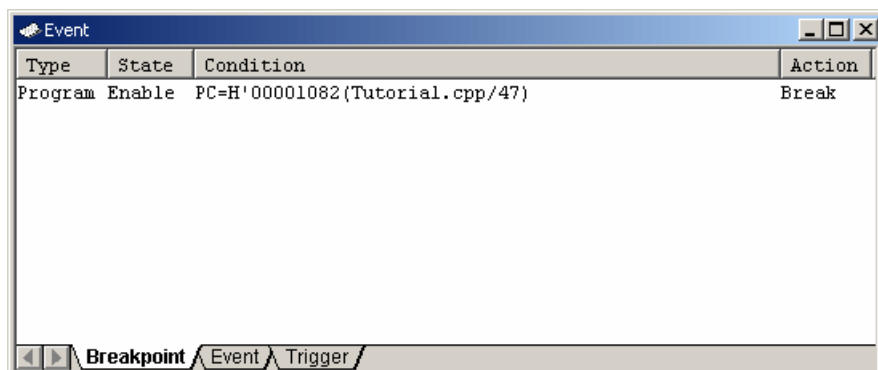 Event
Type State Condition Action
Program Enable PC=H'00001082(Tutorial.cpp/47) Break
Breakpoint Event Trigger